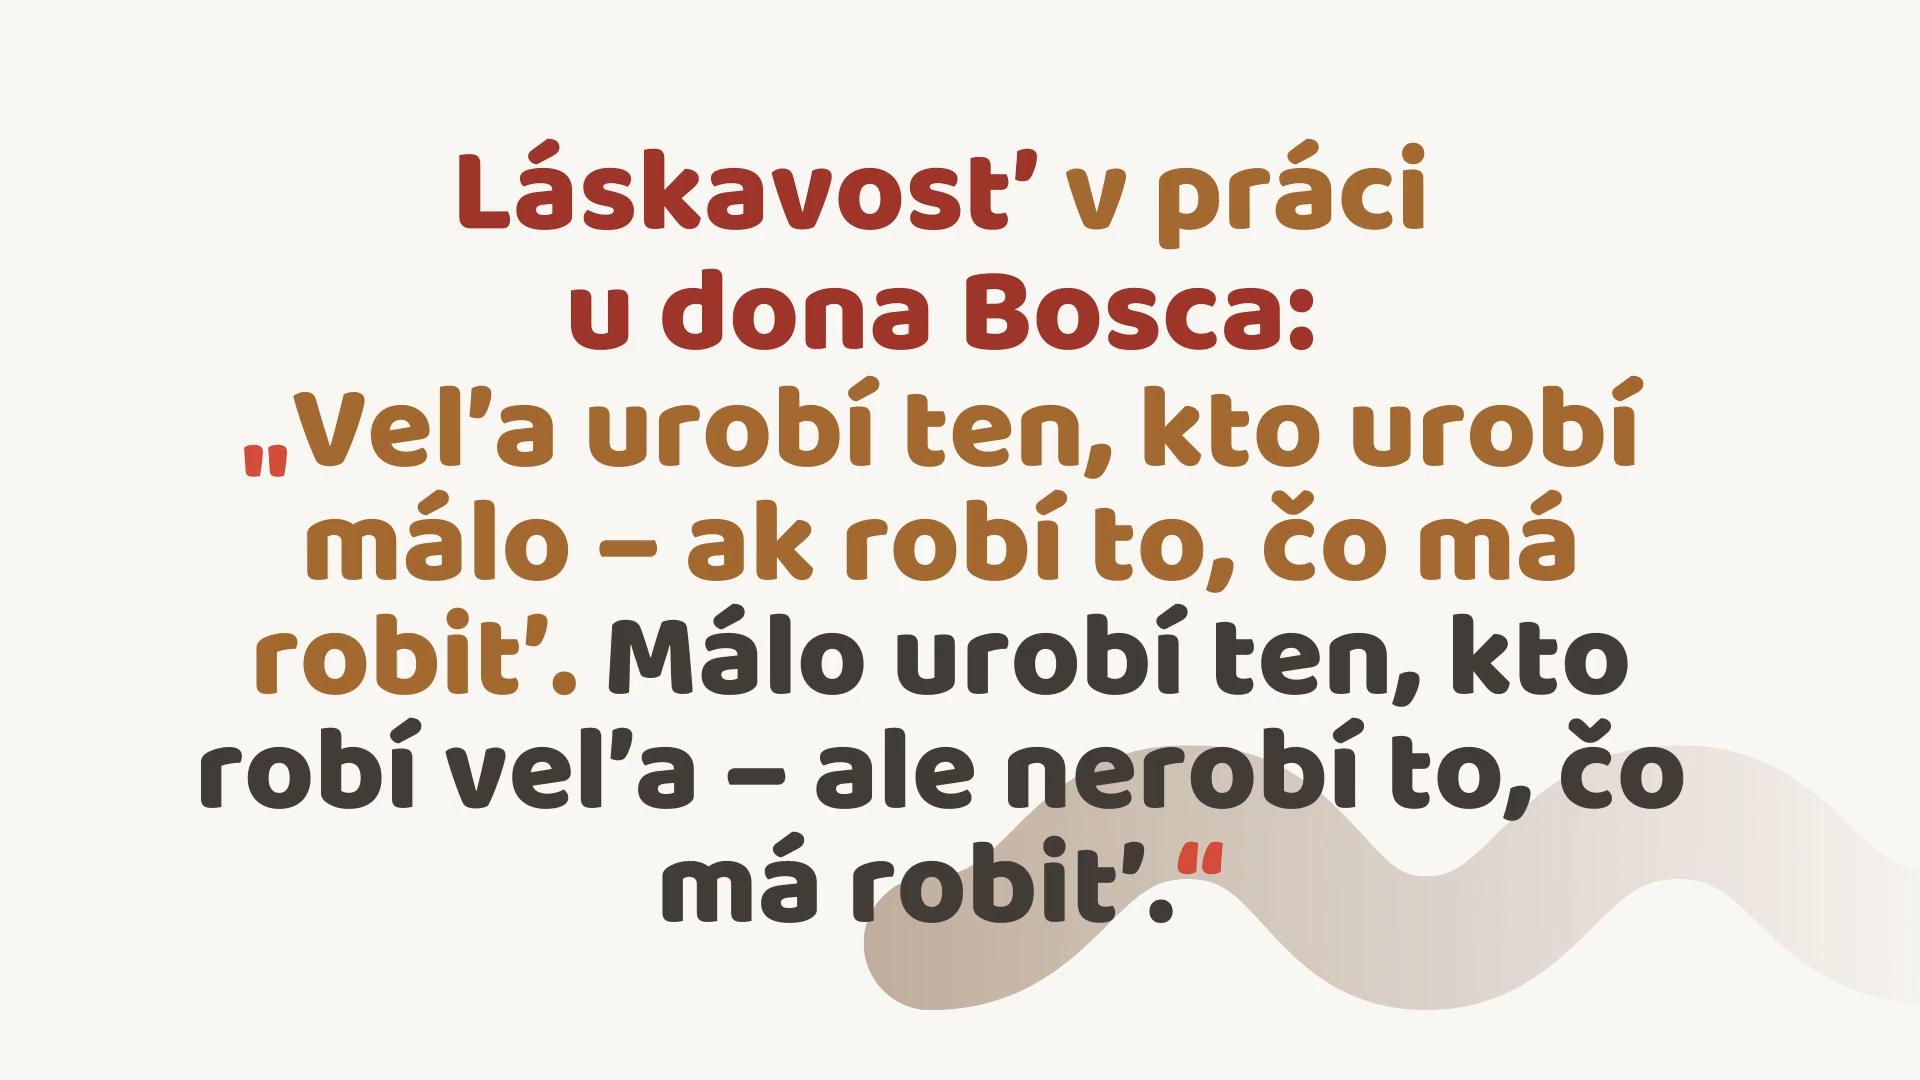 Láskavosť v práci
u dona Bosca:
„Veľa urobí ten, kto urobí
málo – ak robí to, čo má
robiť. Málo urobí ten, kto
robí veľa – ale nerobí to, čo
má robiť.“